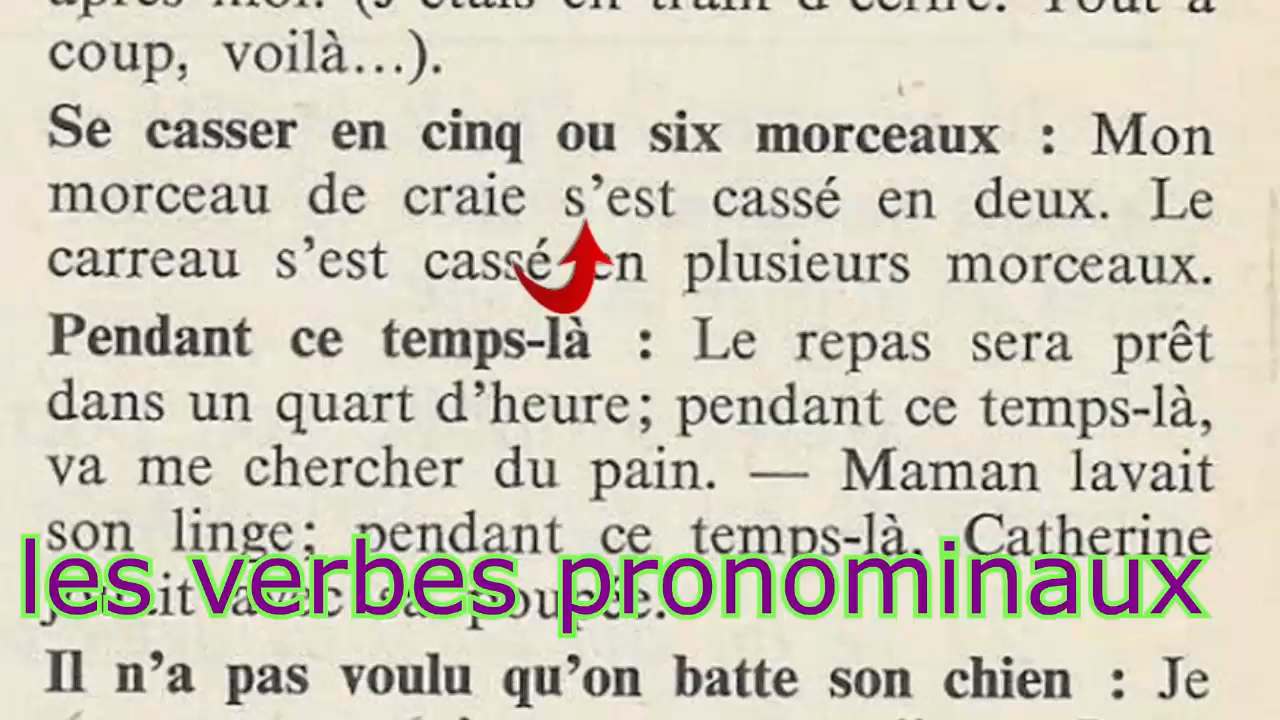 coup, voilà...).
Se casser en cinq ou six morceaux : Mon
morceau de craie s'est cassé en deux. Le
carreau s'est cassé en plusieurs morceaux.
Pendant ce temps-là : Le repas sera prêt
dans un quart d'heure; pendant ce temps-là,
va me chercher du pain. — Maman lavait
son linge; pendant ce temps-là, Catherine
les verbes pronominaux
Il n'a pas voulu qu'on batte son chien : Je